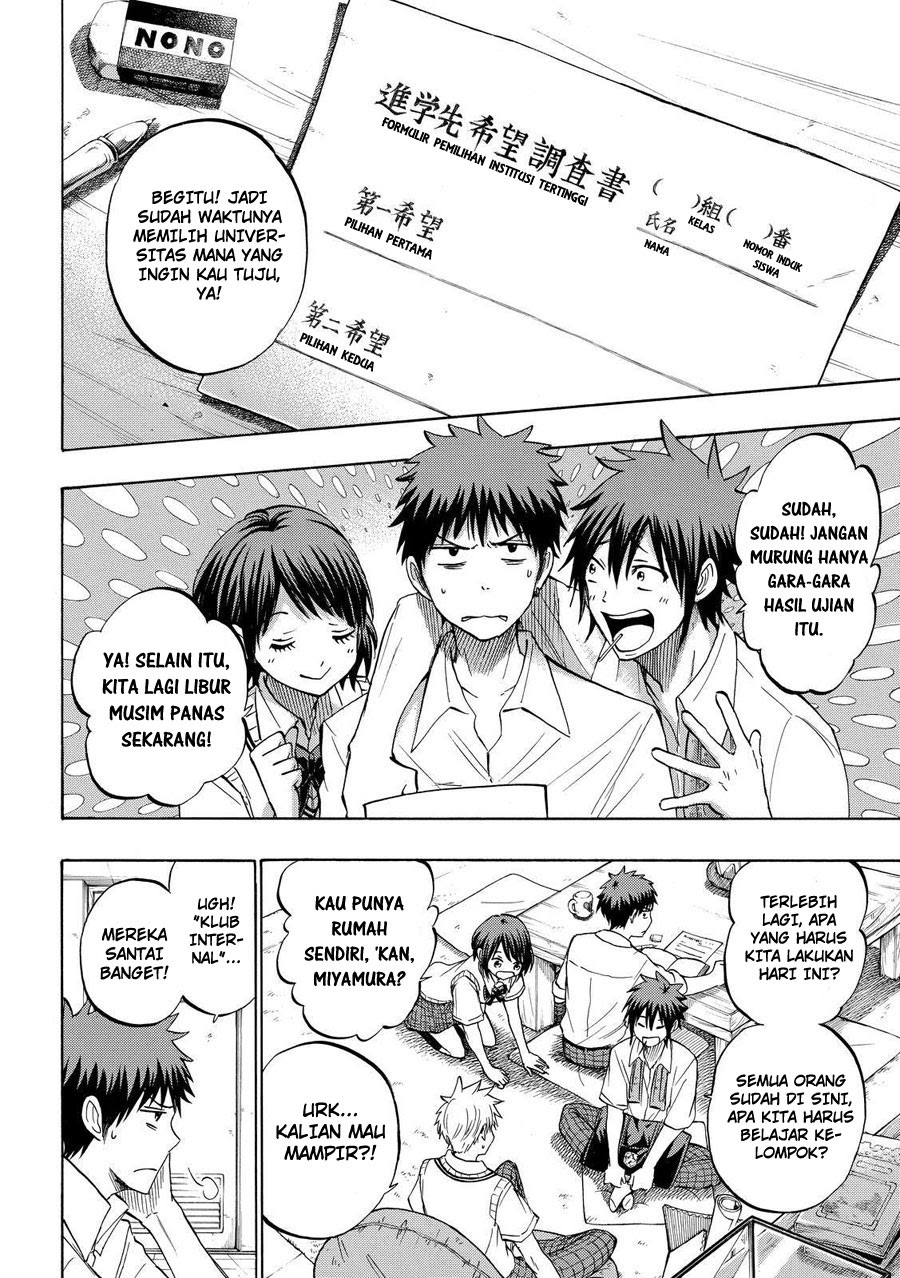 NONO
進学先希望調査書
FORMULIR PEMILIHAN INSTITUSI TERTINGGI
( )組( )番
KELAS
NOMOR INDUK
SISWA
氏名
NAMA
第一希望
PILIHAN PERTAMA
第二希望
PILIHAN KEDUA
BEGITU! JADI
SUDAH WAKTUNYA
MEMILIH UNIVER-
SITAS MANA YANG
INGIN KAU TUJU,
YA!
SUDAH,
SUDAH! JANGAN
MURUNG HANYA
GARA-GARA
HASIL UJIAN
ITU.
YA! SELAIN ITU,
KITA LAGI LIBUR
MUSIM PANAS
SEKARANG!
TERLEBIH
LAGI, APA
YANG HARUS
KITA LAKUKAN
HARI INI?
SEMUA ORANG
SUDAH DI SINI,
APA KITA HARUS
BELAJAR KE-
LOMPOK?
KAU PUNYA
RUMAH
SENDIRI, 'KAN,
MIYAMURA?
URK...
KALIAN MAU
MAMPIR?!
UGH!
"KLUB
INTER-
NAL"...
MEREKA
SANTAI
BANGET!